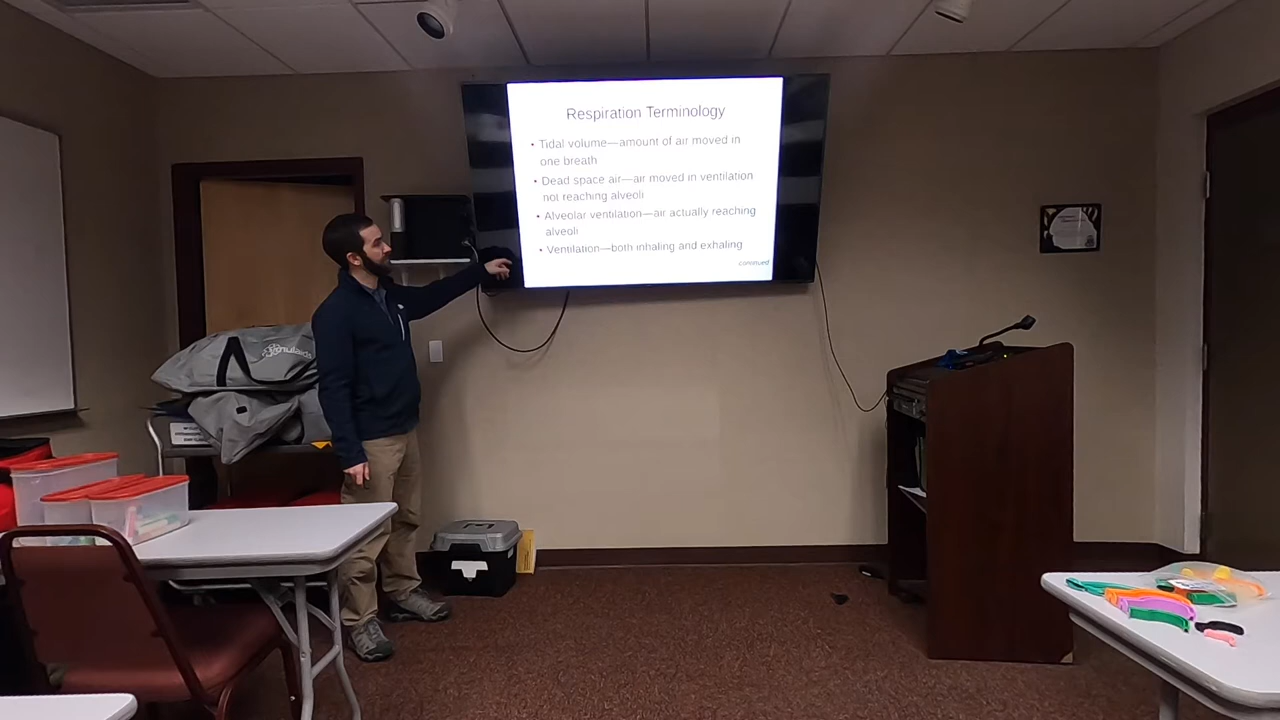 Respiration Terminology
• Tidal volume—amount of air moved in
one breath
• Dead space air—air moved in ventilation
not reaching alveoli
• Alveolar ventilation—air actually reaching
alveoli
• Ventilation—both inhaling and exhaling
continued